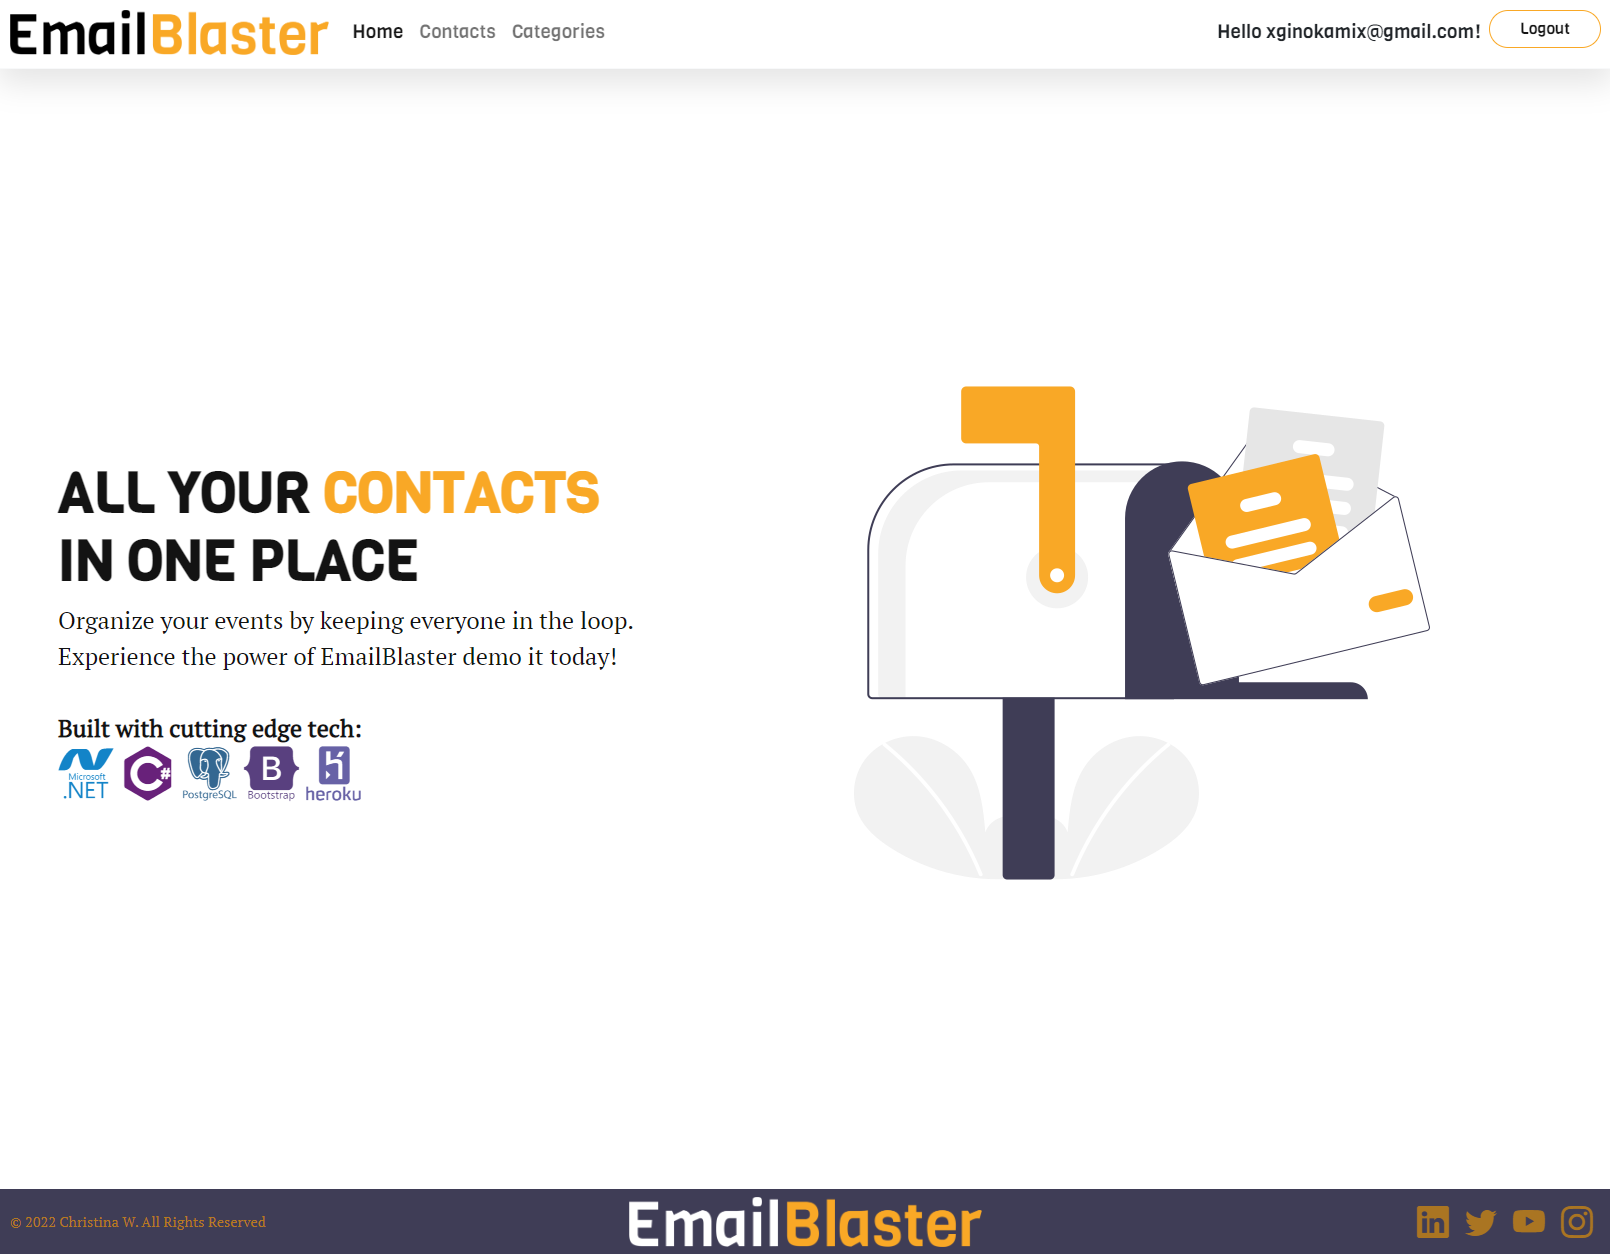 EmailBlaster Home Contacts Categories Hello xginokamix@gmail.com! Logout
ALL YOUR CONTACTS
IN ONE PLACE
Organize your events by keeping everyone in the loop.
Experience the power of EmailBlaster demo it today!
Built with cutting edge tech:
Microsoft
.NET
C#
PostgreSQL
B
Bootstrap
heroku
© 2022 Christina W. All Rights Reserved
EmailBlaster
in